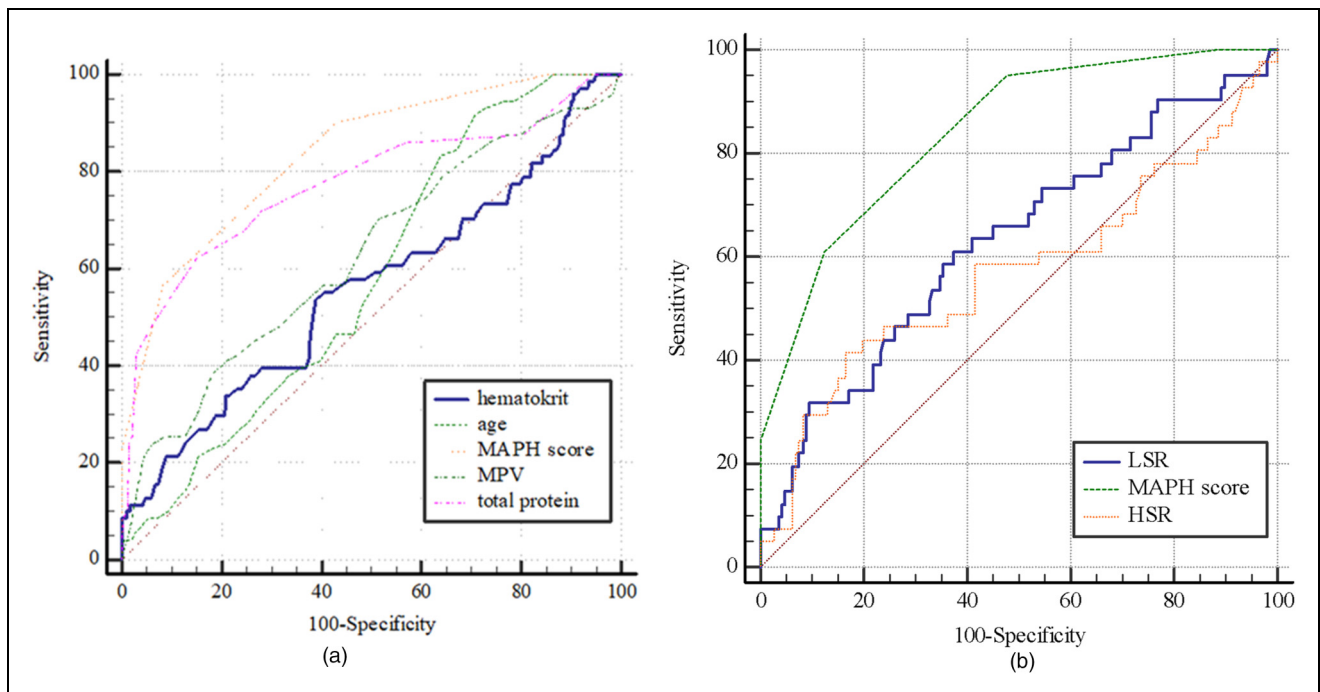 100
80
60
40
20
0
Sensitivity
hematokrit
age
MAPH score
MPV
total protein
0 20 40 60 80 100
100-Specificity
(a)
100
80
60
40
20
0
Sensitivity
LSR
MAPH score
HSR
0 20 40 60 80 100
100-Specificity
(b)